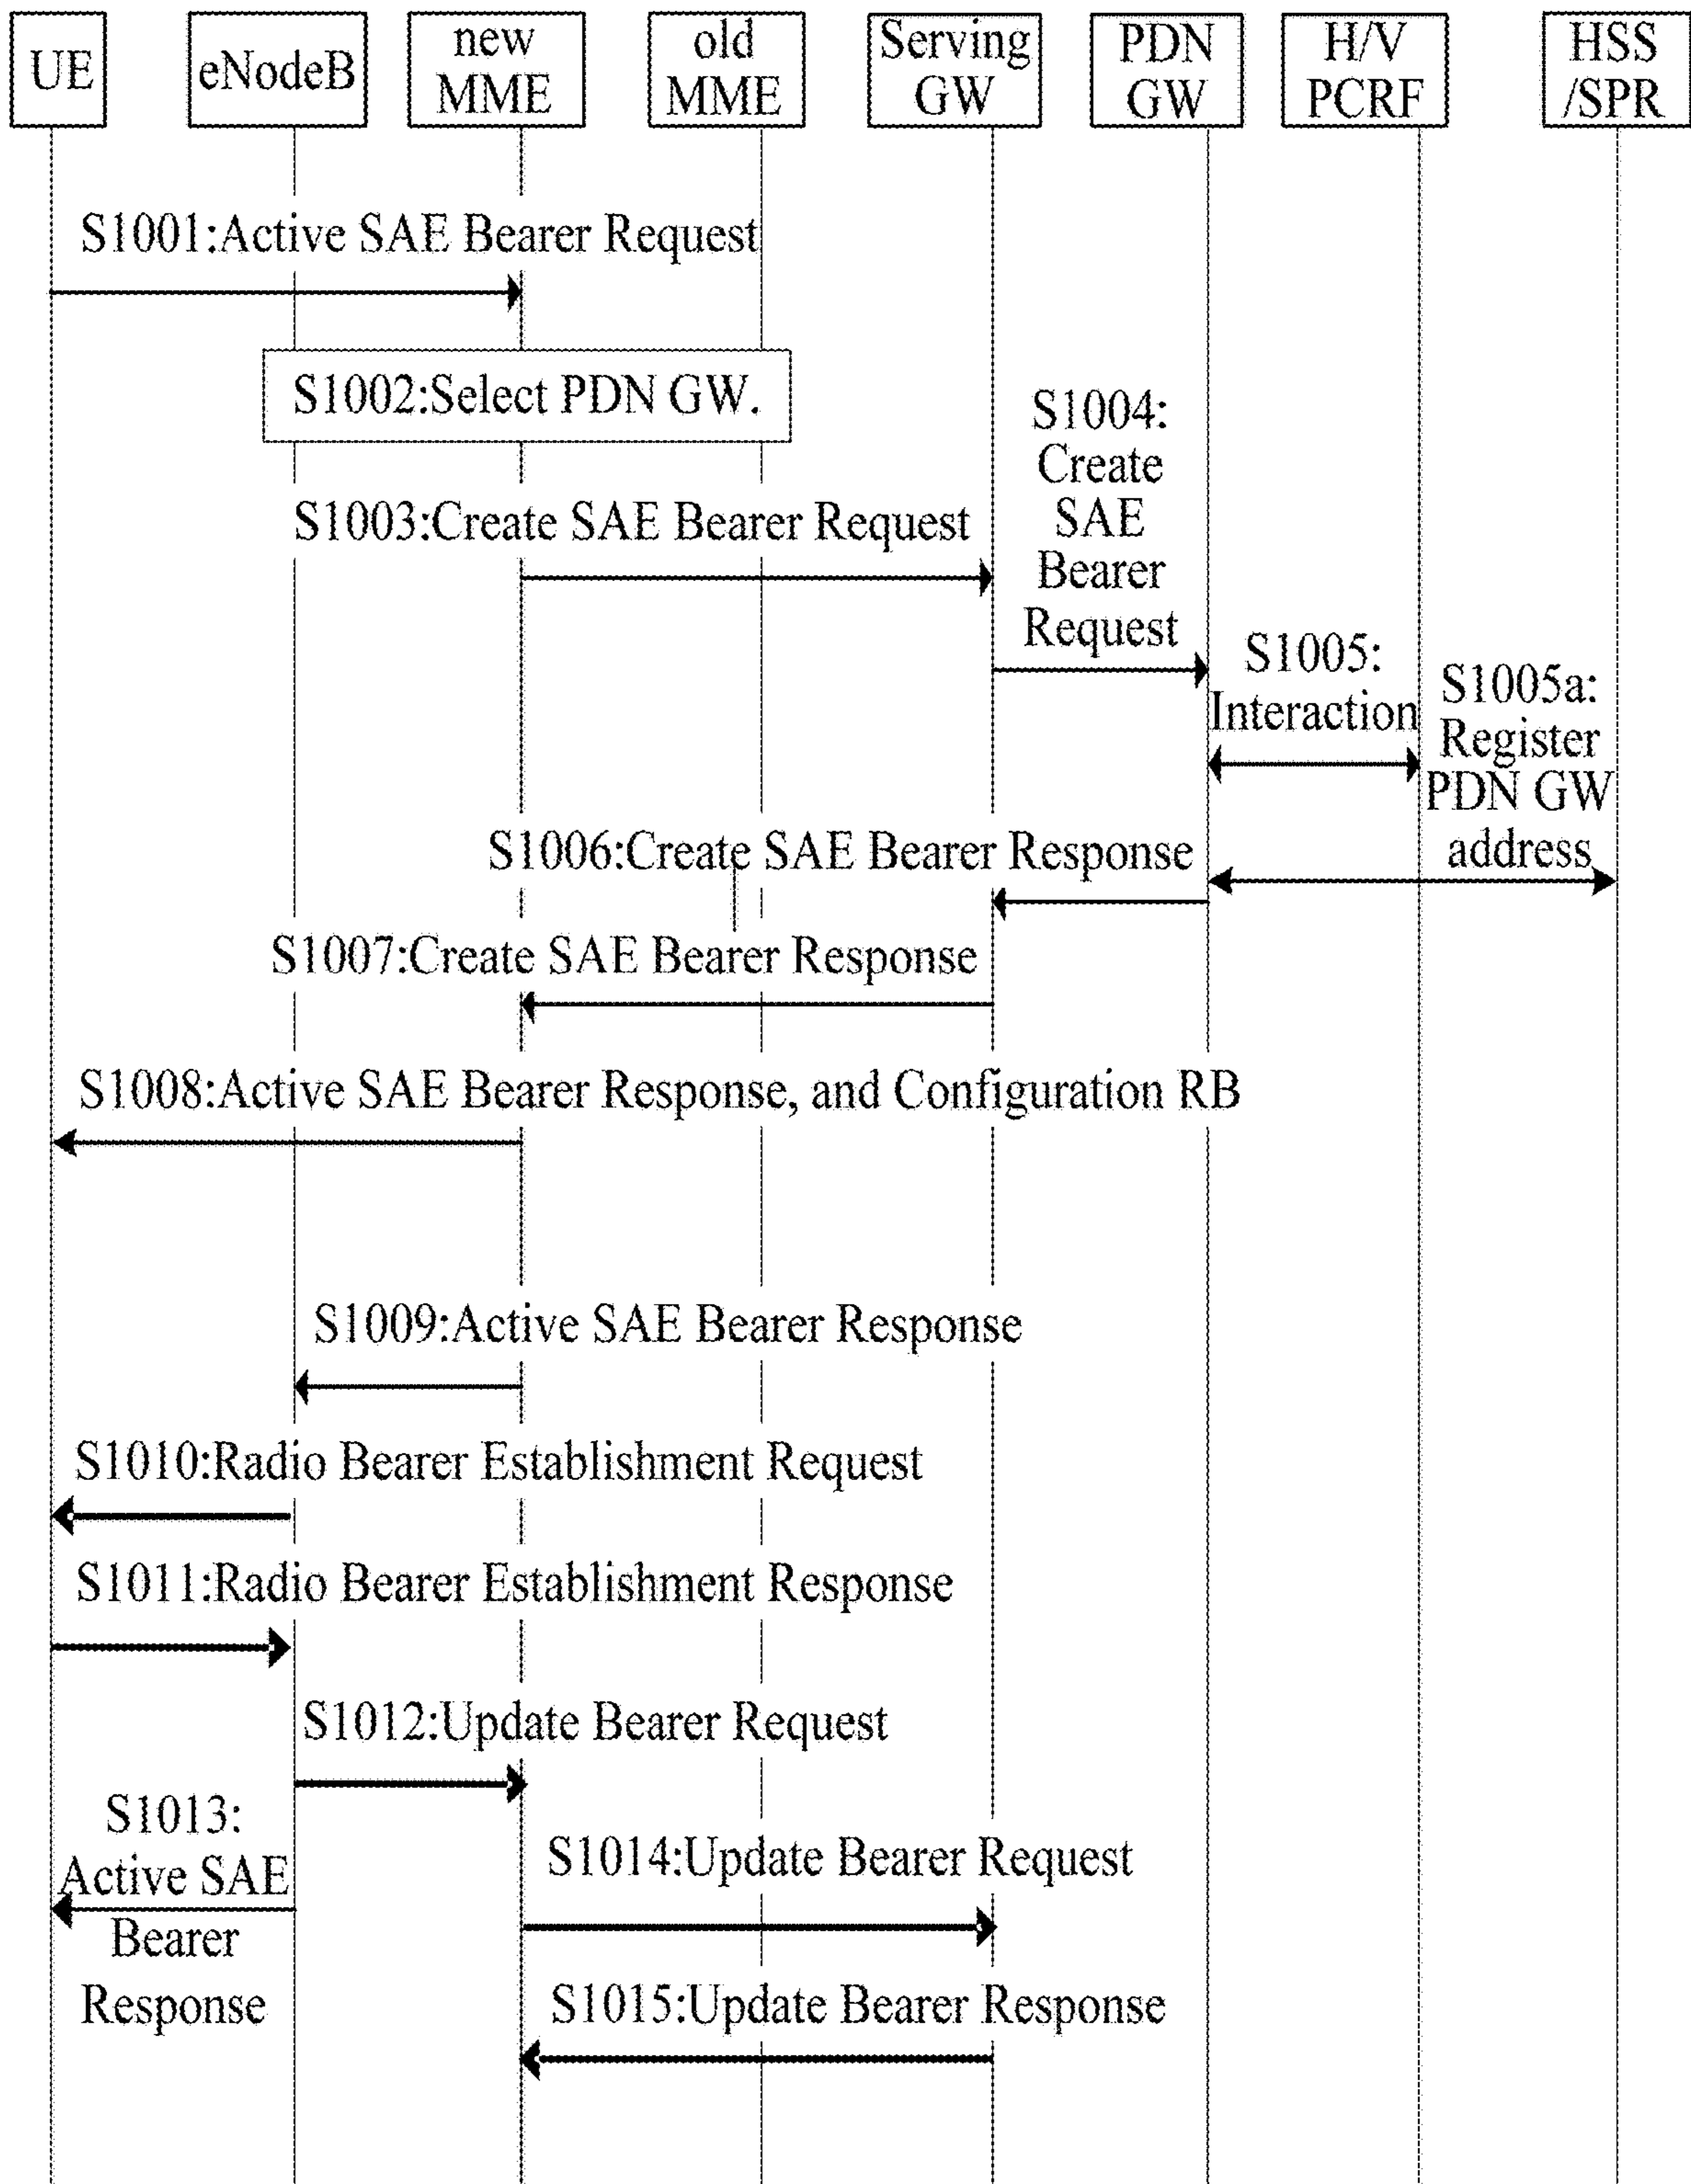 UE
eNodeB
new
MME
old
MME
Serving
GW
PDN
GW
H/V
PCRF
HSS
/SPR
S1001:Active SAE Bearer Request
S1002:Select PDN GW.
S1003:Create SAE Bearer Request
S1004:
Create
SAE
Bearer
Request
S1005:
Interaction
S1005a:
Register
PDN GW
address
S1006:Create SAE Bearer Response
S1007:Create SAE Bearer Response
S1008:Active SAE Bearer Response, and Configuration RB
S1009:Active SAE Bearer Response
S1010:Radio Bearer Establishment Request
S1011:Radio Bearer Establishment Response
S1012:Update Bearer Request
S1013:
Active SAE
Bearer
Response
S1014:Update Bearer Request
S1015:Update Bearer Response